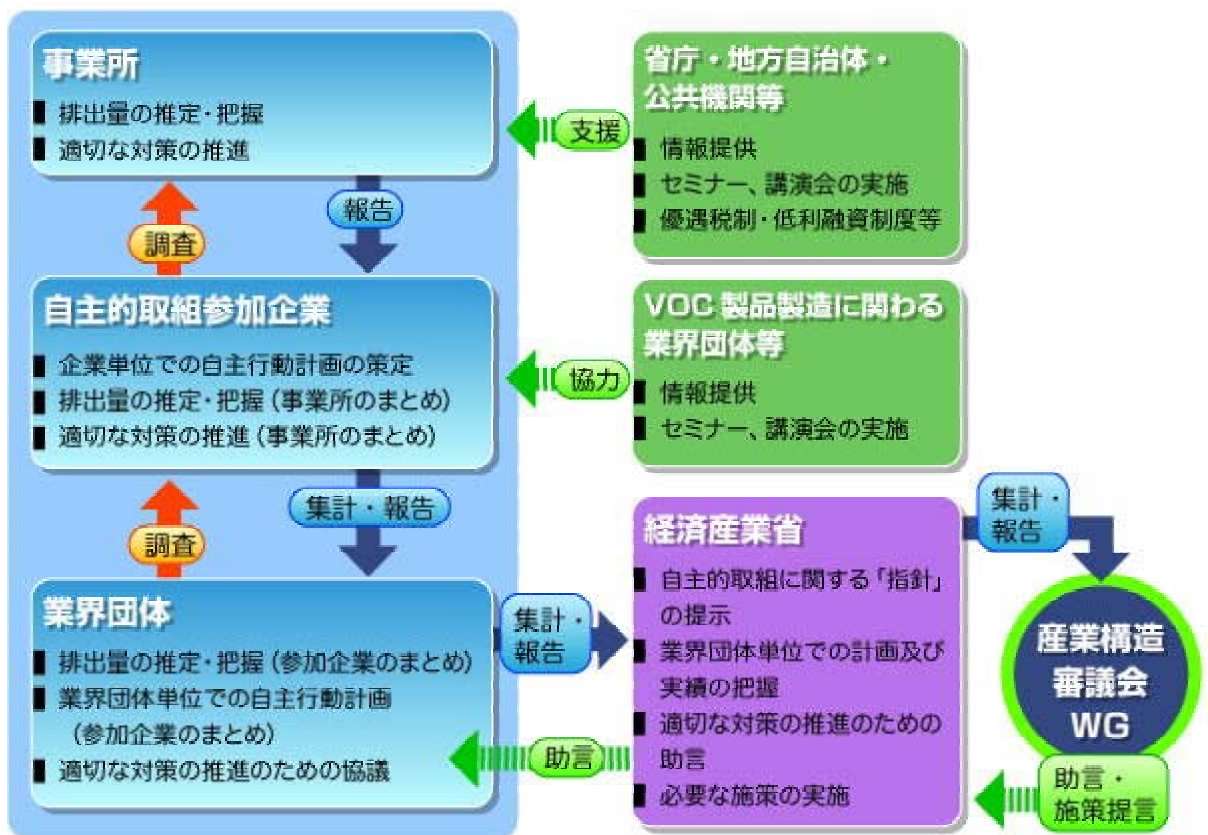 事業所
■ 排出量の推定・把握
■ 適切な対策の推進
報告
調査
自主的取組参加企業
■ 企業単位での自主行動計画の策定
■ 排出量の推定・把握(事業所のまとめ)
■ 適切な対策の推進(事業所のまとめ)
集計・報告
調査
業界団体
■ 排出量の推定・把握(参加企業のまとめ)
■ 業界団体単位での自主行動計画
(参加企業のまとめ)
■ 適切な対策の推進のための協議
支援
省庁・地方自治体・
公共機関等
■ 情報提供
■ セミナー、講演会の実施
■ 優遇税制・低利融資制度等
協力
VOC 製品製造に関わる
業界団体等
■ 情報提供
■ セミナー、講演会の実施
集計・
報告
経済産業省
■ 自主的取組に関する「指針」
の提示
■ 業界団体単位での計画及び
実績の把握
■ 適切な対策の推進のための
助言
■ 必要な施策の実施
助言
集計・
報告
産業構造
審議会
WG
助言・
施策提言